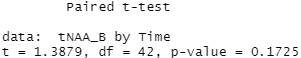 Paired t-test
data:  tNAA_B by Time
t = 1.3879, df = 42, p-value = 0.1725